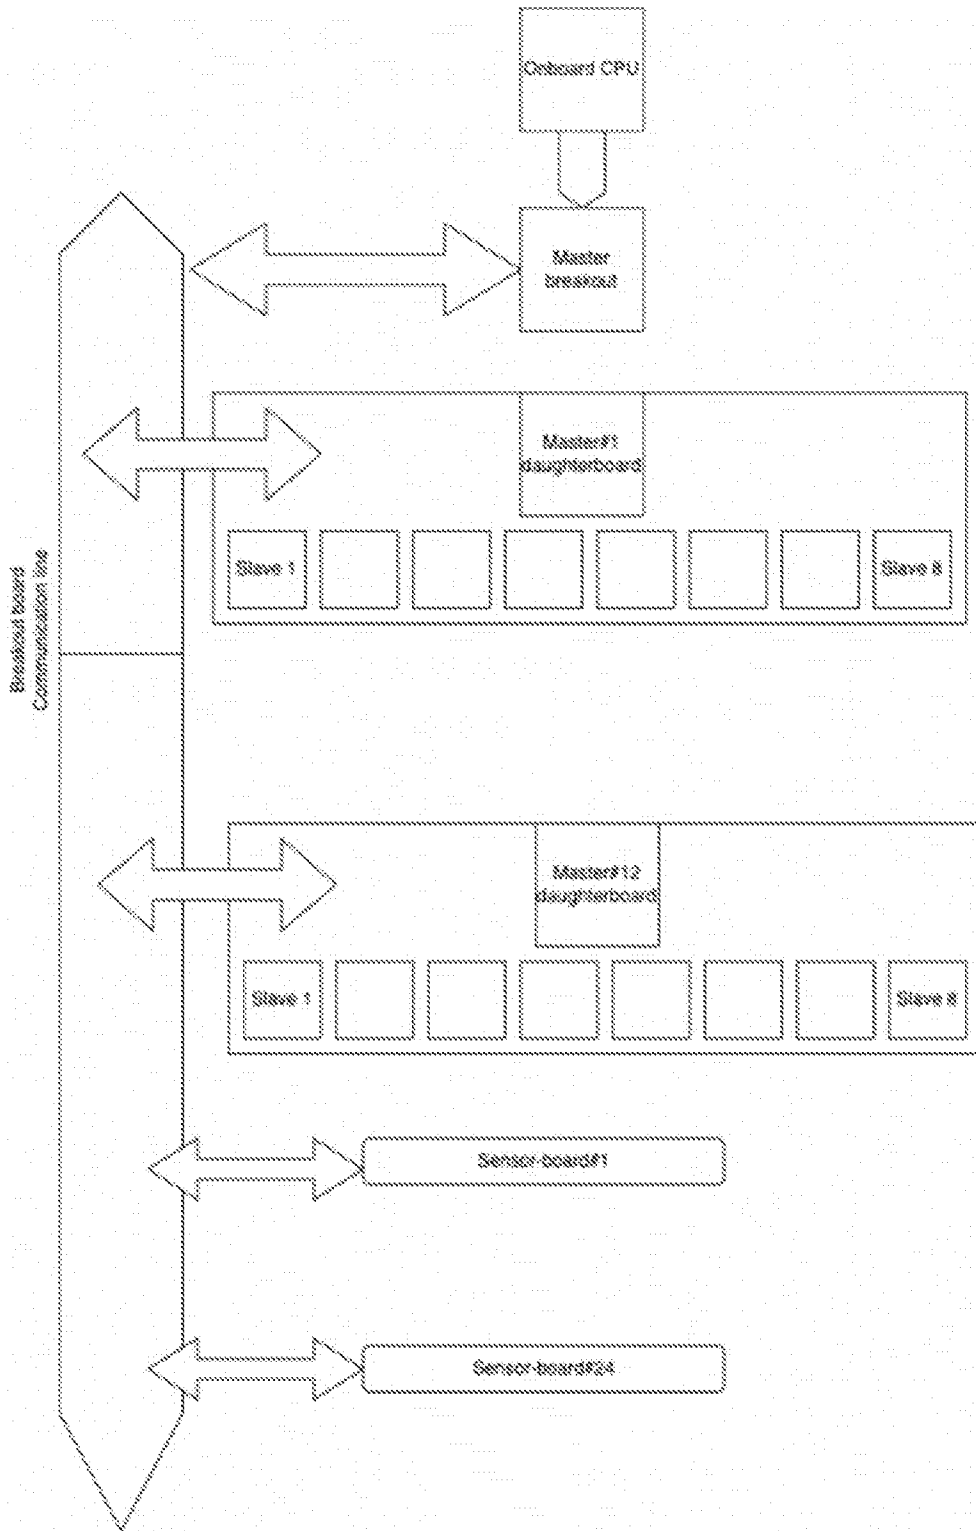 Onboard CPU
Master
breakout
Master#1
daughterboard
Slave 1
Slave 8
Breakout board
Communication line
Master#12
daughterboard
Slave 1
Slave 8
Sensor-board#1
Sensor-board#24